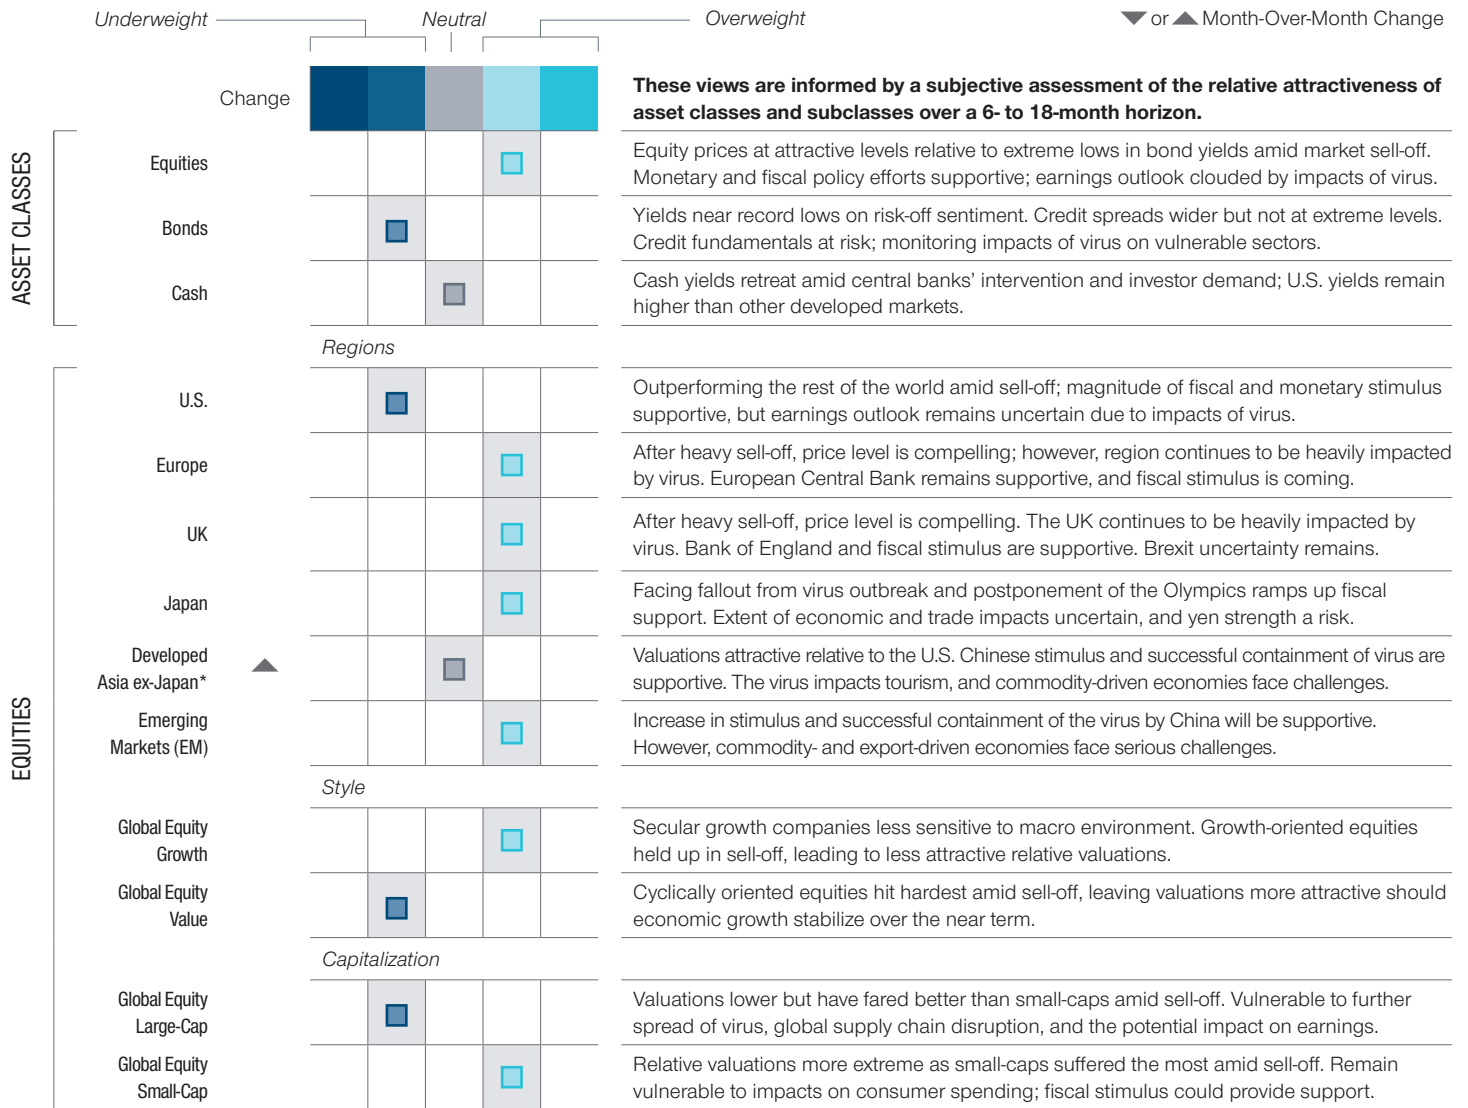 Underweight
Neutral
Overweight
or Month-Over-Month Change
Change
These views are informed by a subjective assessment of the relative attractiveness of
asset classes and subclasses over a 6- to 18-month horizon.
ASSET CLASSES
Equities
Equity prices at attractive levels relative to extreme lows in bond yields amid market sell-off.
Monetary and fiscal policy efforts supportive; earnings outlook clouded by impacts of virus.
Bonds
Yields near record lows on risk-off sentiment. Credit spreads wider but not at extreme levels.
Credit fundamentals at risk; monitoring impacts of virus on vulnerable sectors.
Cash
Cash yields retreat amid central banks’ intervention and investor demand; U.S. yields remain
higher than other developed markets.
EQUITIES
Regions
U.S.
Outperforming the rest of the world amid sell-off; magnitude of fiscal and monetary stimulus
supportive, but earnings outlook remains uncertain due to impacts of virus.
Europe
After heavy sell-off, price level is compelling; however, region continues to be heavily impacted
by virus. European Central Bank remains supportive, and fiscal stimulus is coming.
UK
After heavy sell-off, price level is compelling. The UK continues to be heavily impacted by
virus. Bank of England and fiscal stimulus are supportive. Brexit uncertainty remains.
Japan
Facing fallout from virus outbreak and postponement of the Olympics ramps up fiscal
support. Extent of economic and trade impacts uncertain, and yen strength a risk.
Developed
Asia ex-Japan*
Valuations attractive relative to the U.S. Chinese stimulus and successful containment of virus are
supportive. The virus impacts tourism, and commodity-driven economies face challenges.
Emerging
Markets (EM)
Increase in stimulus and successful containment of the virus by China will be supportive.
However, commodity- and export-driven economies face serious challenges.
Style
Global Equity
Growth
Secular growth companies less sensitive to macro environment. Growth-oriented equities
held up in sell-off, leading to less attractive relative valuations.
Global Equity
Value
Cyclically oriented equities hit hardest amid sell-off, leaving valuations more attractive should
economic growth stabilize over the near term.
Capitalization
Global Equity
Large-Cap
Valuations lower but have fared better than small-caps amid sell-off. Vulnerable to further
spread of virus, global supply chain disruption, and the potential impact on earnings.
Global Equity
Small-Cap
Relative valuations more extreme as small-caps suffered the most amid sell-off. Remain
vulnerable to impacts on consumer spending; fiscal stimulus could provide support.